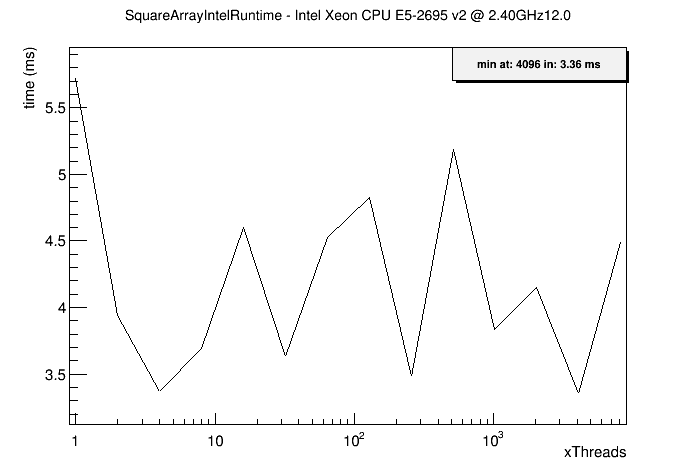 SquareArrayIntelRuntime - Intel Xeon CPU E5-2695 v2 @ 2.40GHz12.0
time (ms)
min at: 4096 in: 3.36 ms
5.5
5
4.5
4
3.5
1
10
10²
10³
xThreads